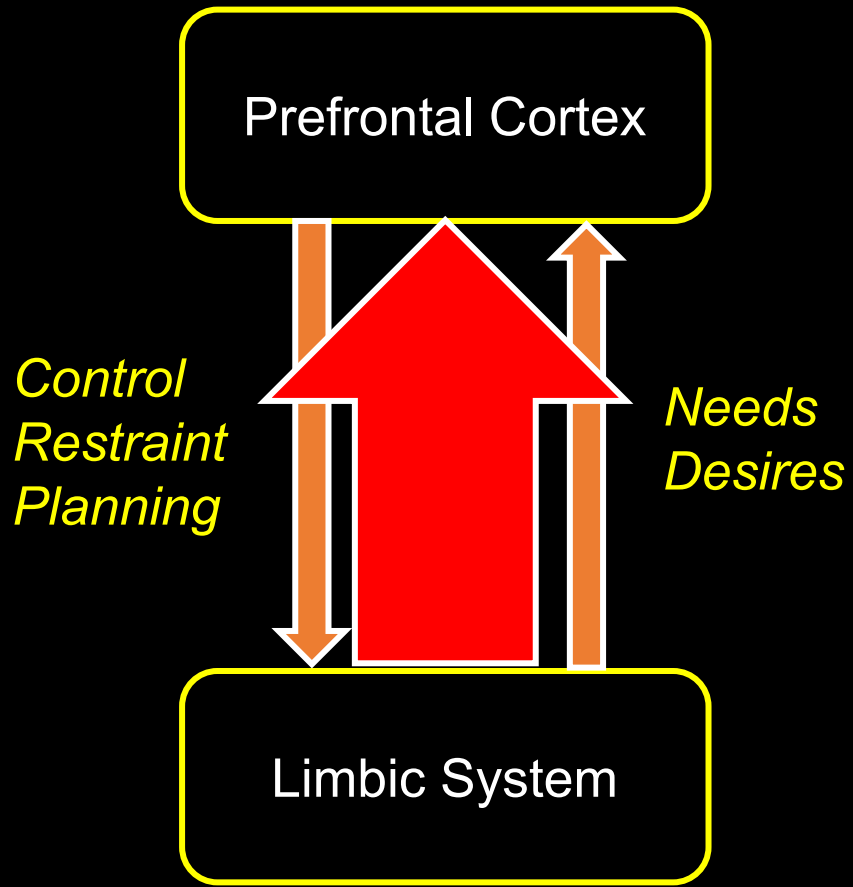 Prefrontal Cortex
Control
Restraint
Planning
Needs
Desires
Limbic System